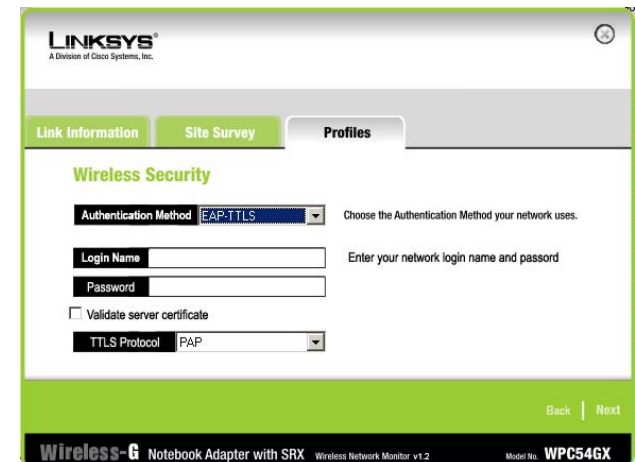 LINKSYS®
A Division of Cisco Systems, Inc.
Link Information
Site Survey
Profiles
Wireless Security
Authentication Method EAP-TTLS
Choose the Authentication Method your network uses.
Login Name
Enter your network login name and passord
Password
Validate server certificate
TTLS Protocol PAP
Back | Next
Wireless-G Notebook Adapter with SRX Wireless Network Monitor v1.2 Model No. WPC54GX